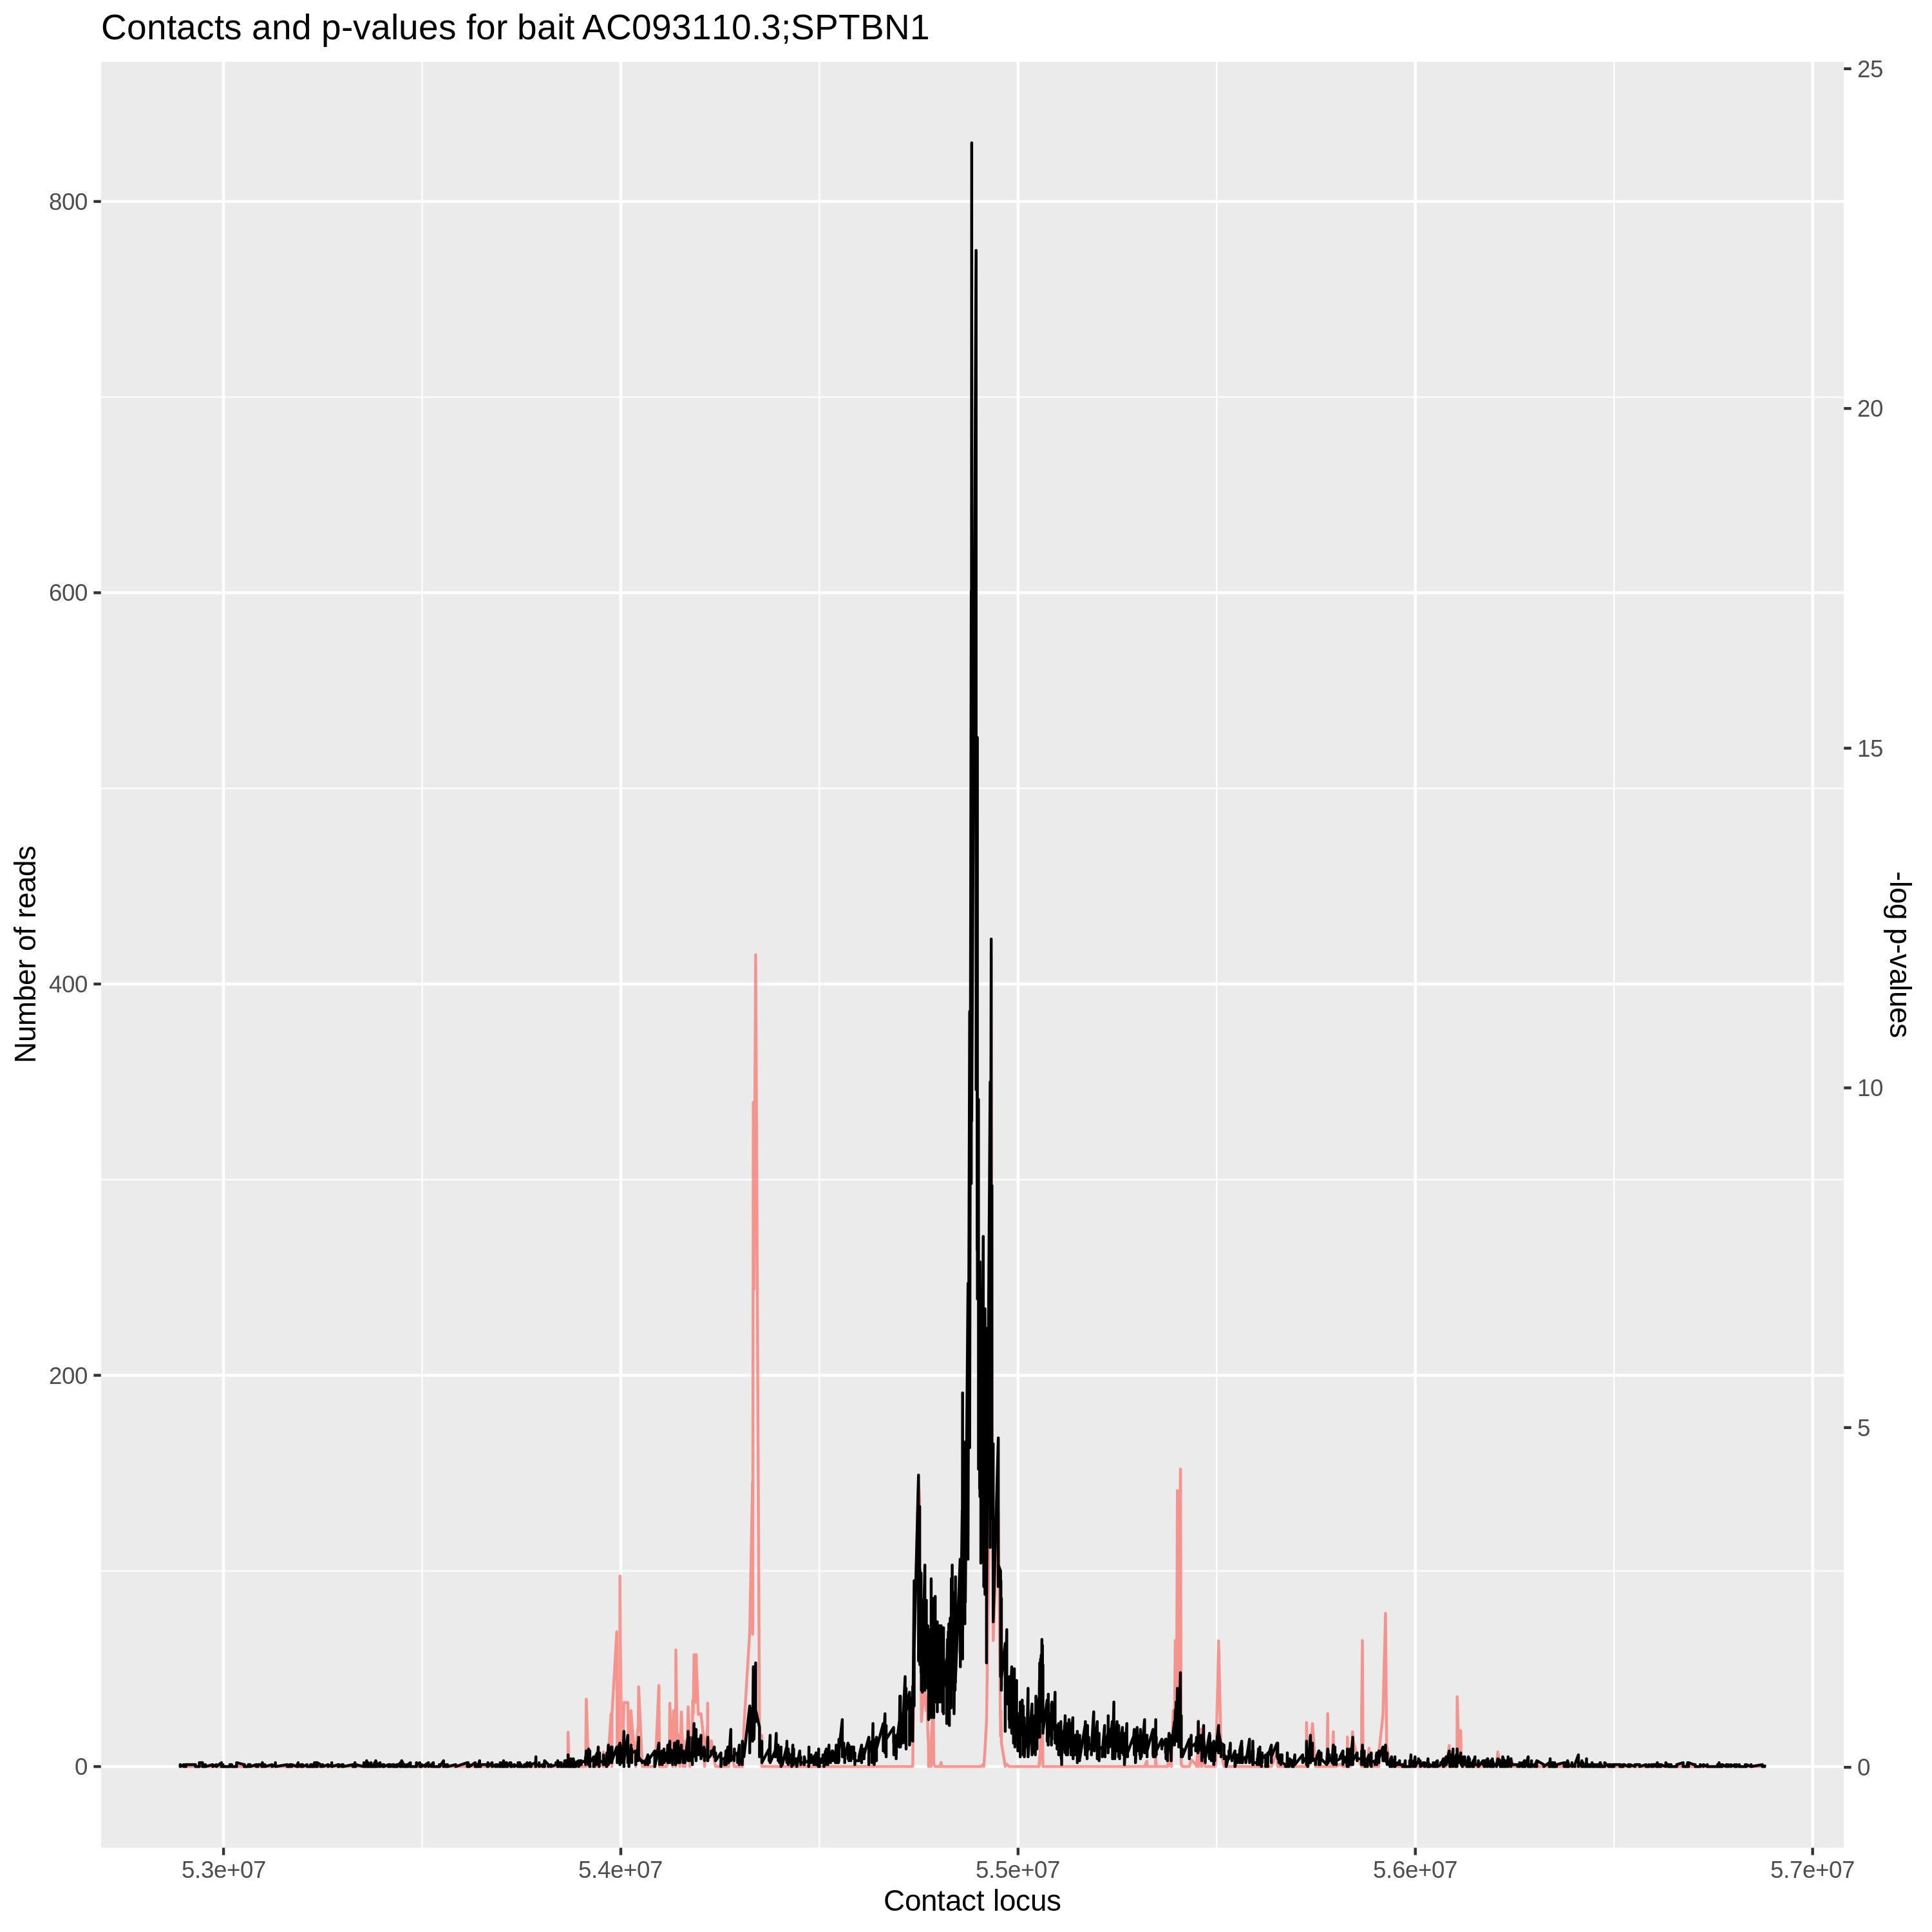 Contacts and p-values for bait AC093110.3;SPTBN1
800
600
400
200
0
Number of reads
25
20
15
10
5
0
-log p-values
5.3e+07
5.4e+07
5.5e+07
5.6e+07
5.7e+07
Contact locus